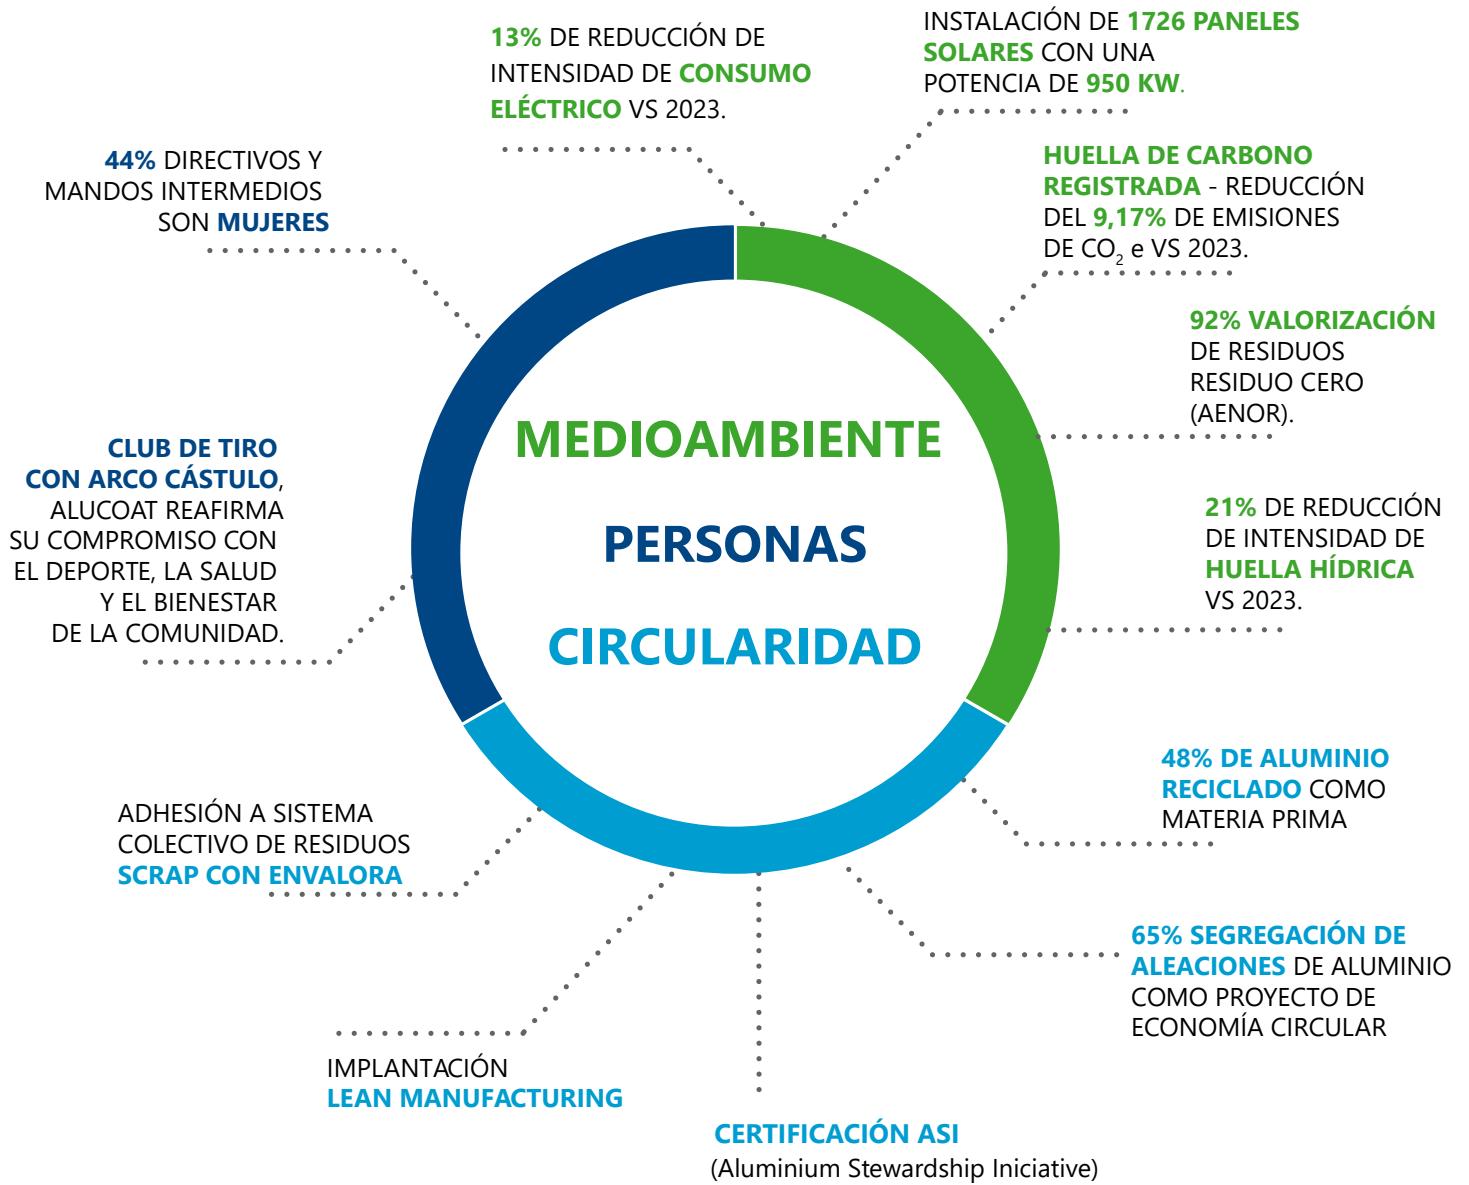 13% DE REDUCCIÓN DE
INTENSIDAD DE CONSUMO
ELÉCTRICO VS 2023.
INSTALACIÓN DE 1726 PANELES
SOLARES CON UNA
POTENCIA DE 950 KW.
HUELLA DE CARBONO
REGISTRADA - REDUCCIÓN
DEL 9,17% DE EMISIONES
DE CO₂ e VS 2023.
92% VALORIZACIÓN
DE RESIDUOS
RESIDUO CERO
(AENOR).
21% DE REDUCCIÓN
DE INTENSIDAD DE
HUELLA HÍDRICA
VS 2023.
44% DIRECTIVOS Y
MANDOS INTERMEDIOS
SON MUJERES
CLUB DE TIRO
CON ARCO CÁSTULO,
ALUCOAT REAFIRMA
SU COMPROMISO CON
EL DEPORTE, LA SALUD
Y EL BIENESTAR
DE LA COMUNIDAD.
MEDIOAMBIENTE
PERSONAS
CIRCULARIDAD
48% DE ALUMINIO
RECICLADO COMO
MATERIA PRIMA
65% SEGREGACIÓN DE
ALEACIONES DE ALUMINIO
COMO PROYECTO DE
ECONOMÍA CIRCULAR
ADHESIÓN A SISTEMA
COLECTIVO DE RESIDUOS
SCRAP CON ENVALORA
IMPLANTACIÓN
LEAN MANUFACTURING
CERTIFICACIÓN ASI
(Aluminium Stewardship Iniciative)